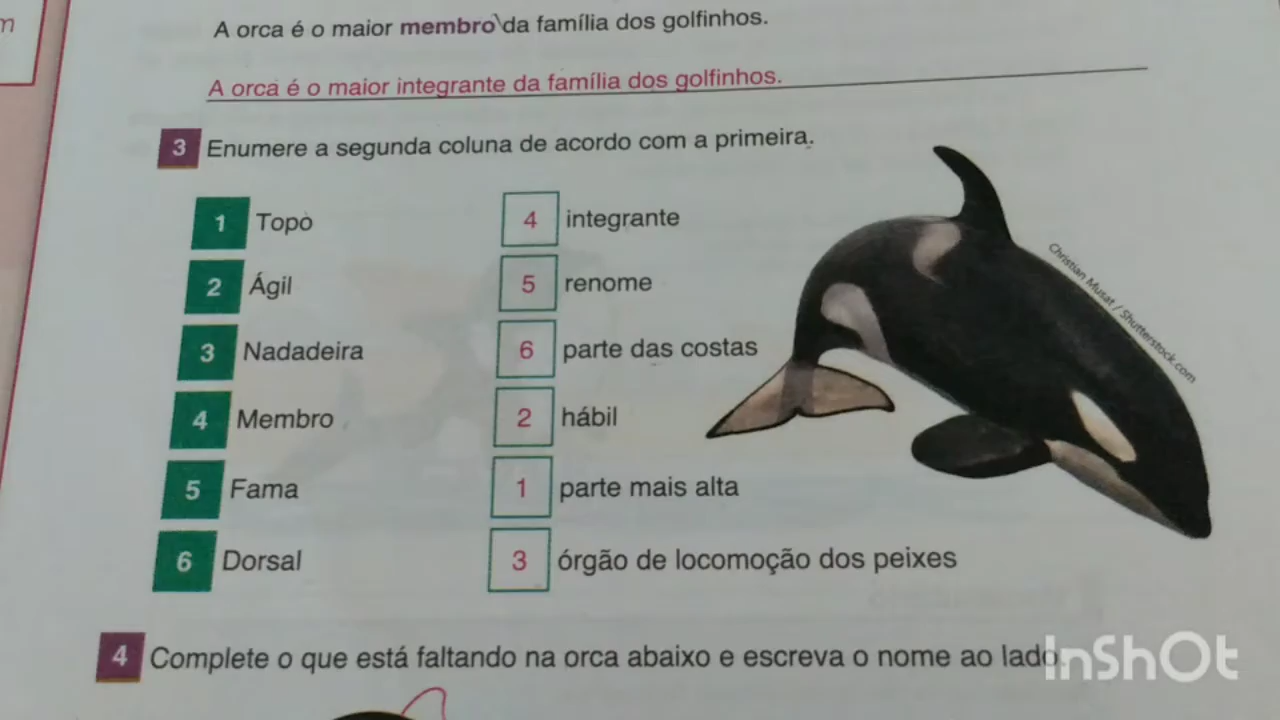 m
A orca é o maior membro da família dos golfinhos.
A orca é o maior integrante da família dos golfinhos.
3 Enumere a segunda coluna de acordo com a primeira.
1 Topo 4 integrante
2 Ágil 5 renome
3 Nadadeira 6 parte das costas
4 Membro 2 hábil
5 Fama 1 parte mais alta
6 Dorsal 3 órgão de locomoção dos peixes
Christian Musat / Shutterstock.com
4 Complete o que está faltando na orca abaixo e escreva o nome ao lado.
InShOt